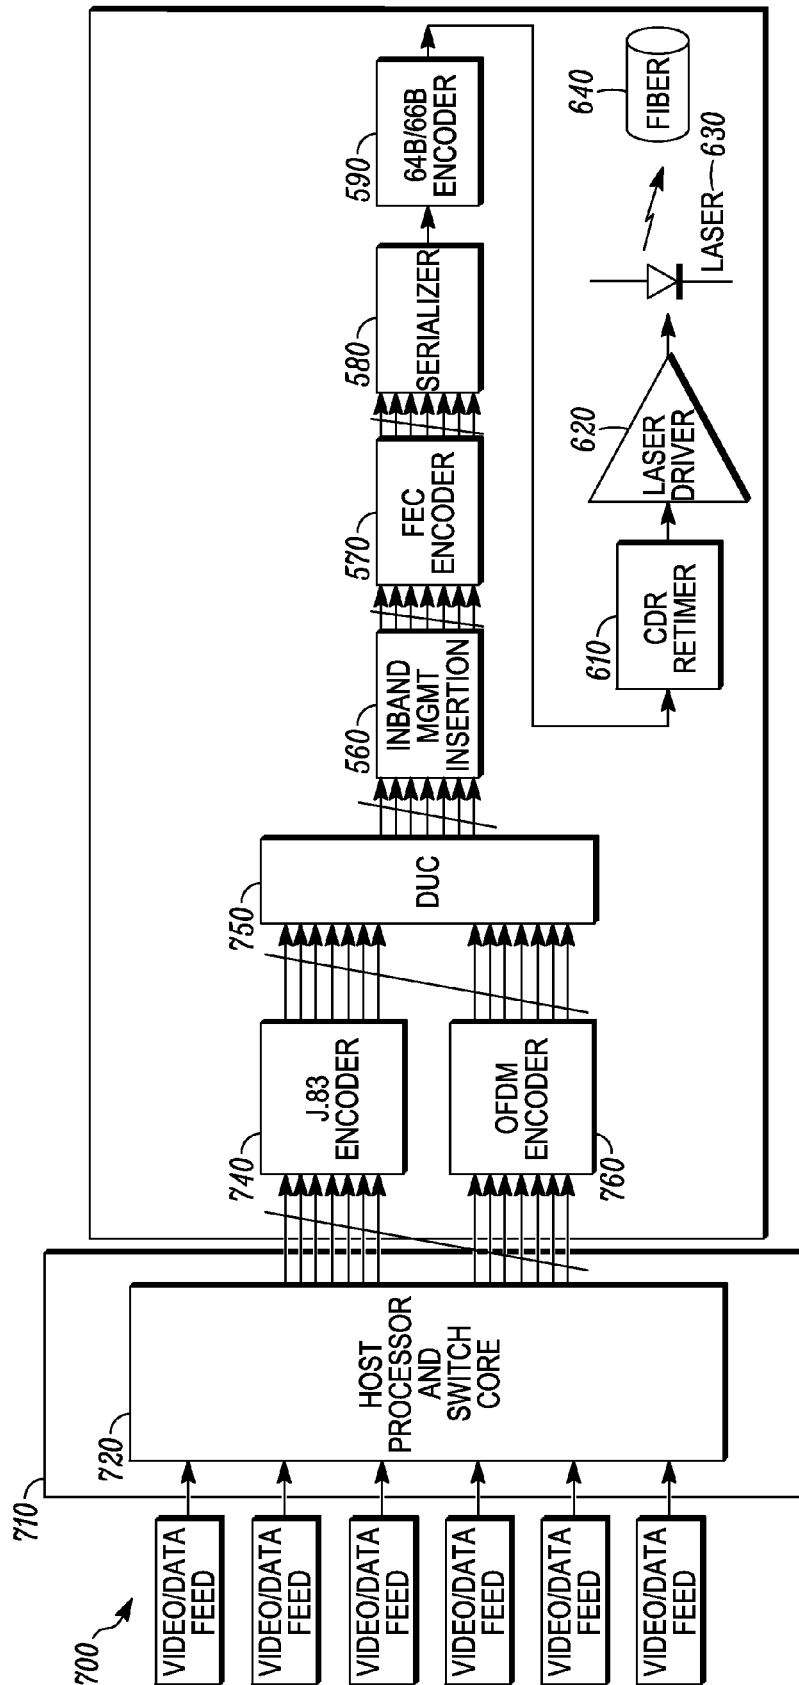 700
VIDEO/DATA
FEED
VIDEO/DATA
FEED
VIDEO/DATA
FEED
VIDEO/DATA
FEED
VIDEO/DATA
FEED
VIDEO/DATA
FEED
710
720
HOST
PROCESSOR
AND
SWITCH
CORE
740
J.83
ENCODER
760
OFDM
ENCODER
750
DUC
560
INBAND
MGMT
INSERTION
570
FEC
ENCODER
580
SERIALIZER
590
64B/66B
ENCODER
610
CDR
RETIMER
620
LASER
DRIVER
LASER 630
640
FIBER